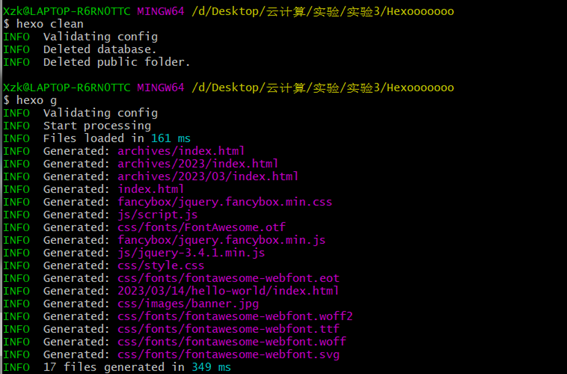 Xzk@LAPTOP-R6RNOTTC MINGW64 /d/Desktop/云计算/实验/实验3/Hexooooooo
$ hexo clean
INFO  Validating config
INFO  Deleted database.
INFO  Deleted public folder.
Xzk@LAPTOP-R6RNOTTC MINGW64 /d/Desktop/云计算/实验/实验3/Hexooooooo
$ hexo g
INFO  Validating config
INFO  Start processing
INFO  Files loaded in 161 ms
INFO  Generated: archives/index.html
INFO  Generated: archives/2023/index.html
INFO  Generated: archives/2023/03/index.html
INFO  Generated: index.html
INFO  Generated: fancybox/jquery.fancybox.min.css
INFO  Generated: js/script.js
INFO  Generated: css/fonts/FontAwesome.otf
INFO  Generated: fancybox/jquery.fancybox.min.js
INFO  Generated: js/jquery-3.4.1.min.js
INFO  Generated: css/style.css
INFO  Generated: css/fonts/fontawesome-webfont.eot
INFO  Generated: 2023/03/14/hello-world/index.html
INFO  Generated: css/images/banner.jpg
INFO  Generated: css/fonts/fontawesome-webfont.woff2
INFO  Generated: css/fonts/fontawesome-webfont.ttf
INFO  Generated: css/fonts/fontawesome-webfont.woff
INFO  Generated: css/fonts/fontawesome-webfont.svg
INFO  17 files generated in 349 ms